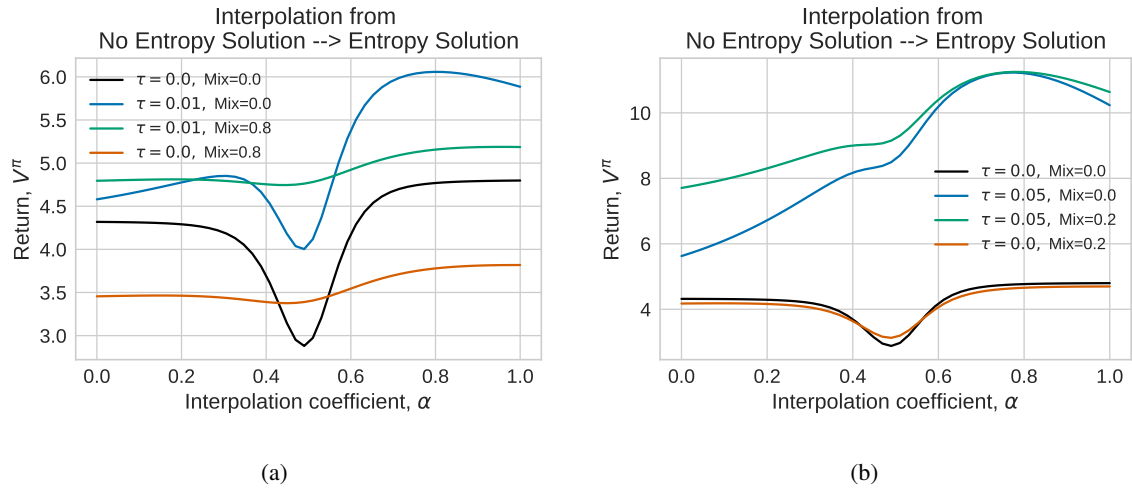 Interpolation from
No Entropy Solution --> Entropy Solution
6.0
5.5
5.0
4.5
4.0
3.5
3.0
Return, V^π
τ = 0.0, Mix=0.0
τ = 0.01, Mix=0.0
τ = 0.01, Mix=0.8
τ = 0.0, Mix=0.8
0.0 0.2 0.4 0.6 0.8 1.0
Interpolation coefficient, α
(a)
Interpolation from
No Entropy Solution --> Entropy Solution
10
8
6
4
Return, V^π
τ = 0.0, Mix=0.0
τ = 0.05, Mix=0.0
τ = 0.05, Mix=0.2
τ = 0.0, Mix=0.2
0.0 0.2 0.4 0.6 0.8 1.0
Interpolation coefficient, α
(b)